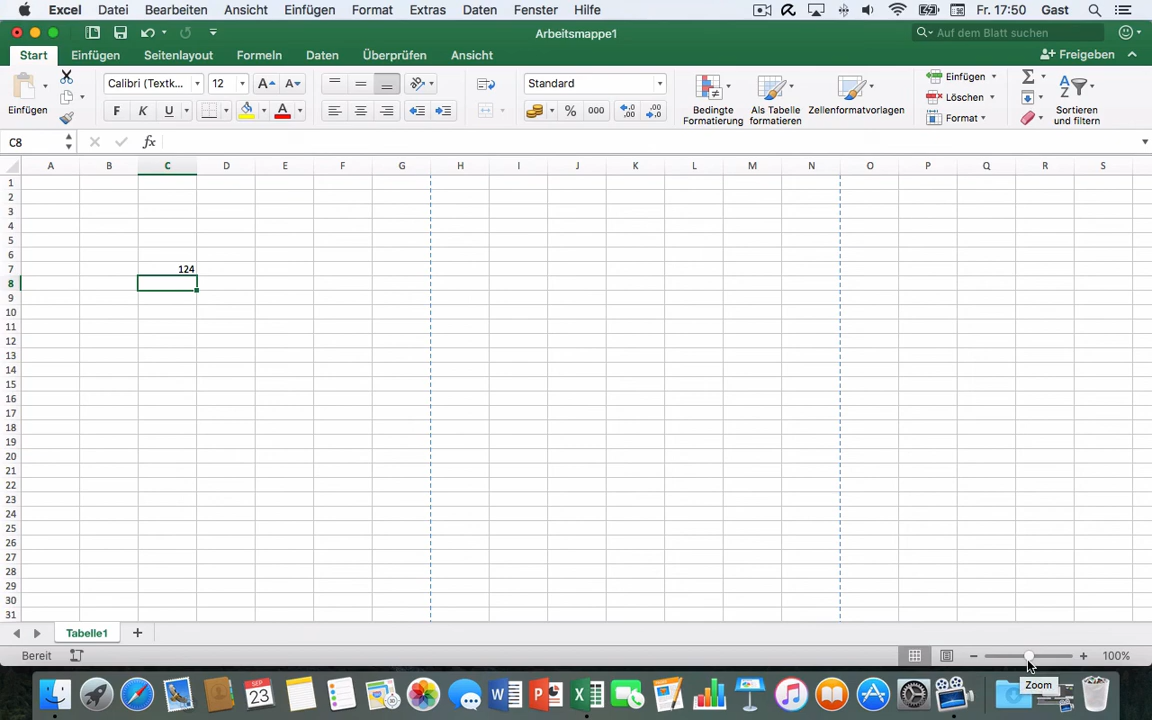 Excel Datei Bearbeiten Ansicht Einfügen Format Extras Daten Fenster Hilfe Fr. 17:50 Gast
Arbeitsmappe1 Auf dem Blatt suchen
Start Einfügen Seitenlayout Formeln Daten Überprüfen Ansicht Freigeben
Einfügen Calibri (Textk... 12 A A Standard Bedingte Formatierung Als Tabelle formatieren Zellenformatvorlagen Einfügen Löschen Format Sortieren und filtern
F K U A % 000
C8 fx
A B C D E F G H I J K L M N O P Q R S
1
2
3
4
5
6
7 124
8
9
10
11
12
13
14
15
16
17
18
19
20
21
22
23
24
25
26
27
28
29
30
31
Tabelle1 +
Bereit 100%
Zoom
SEP
23